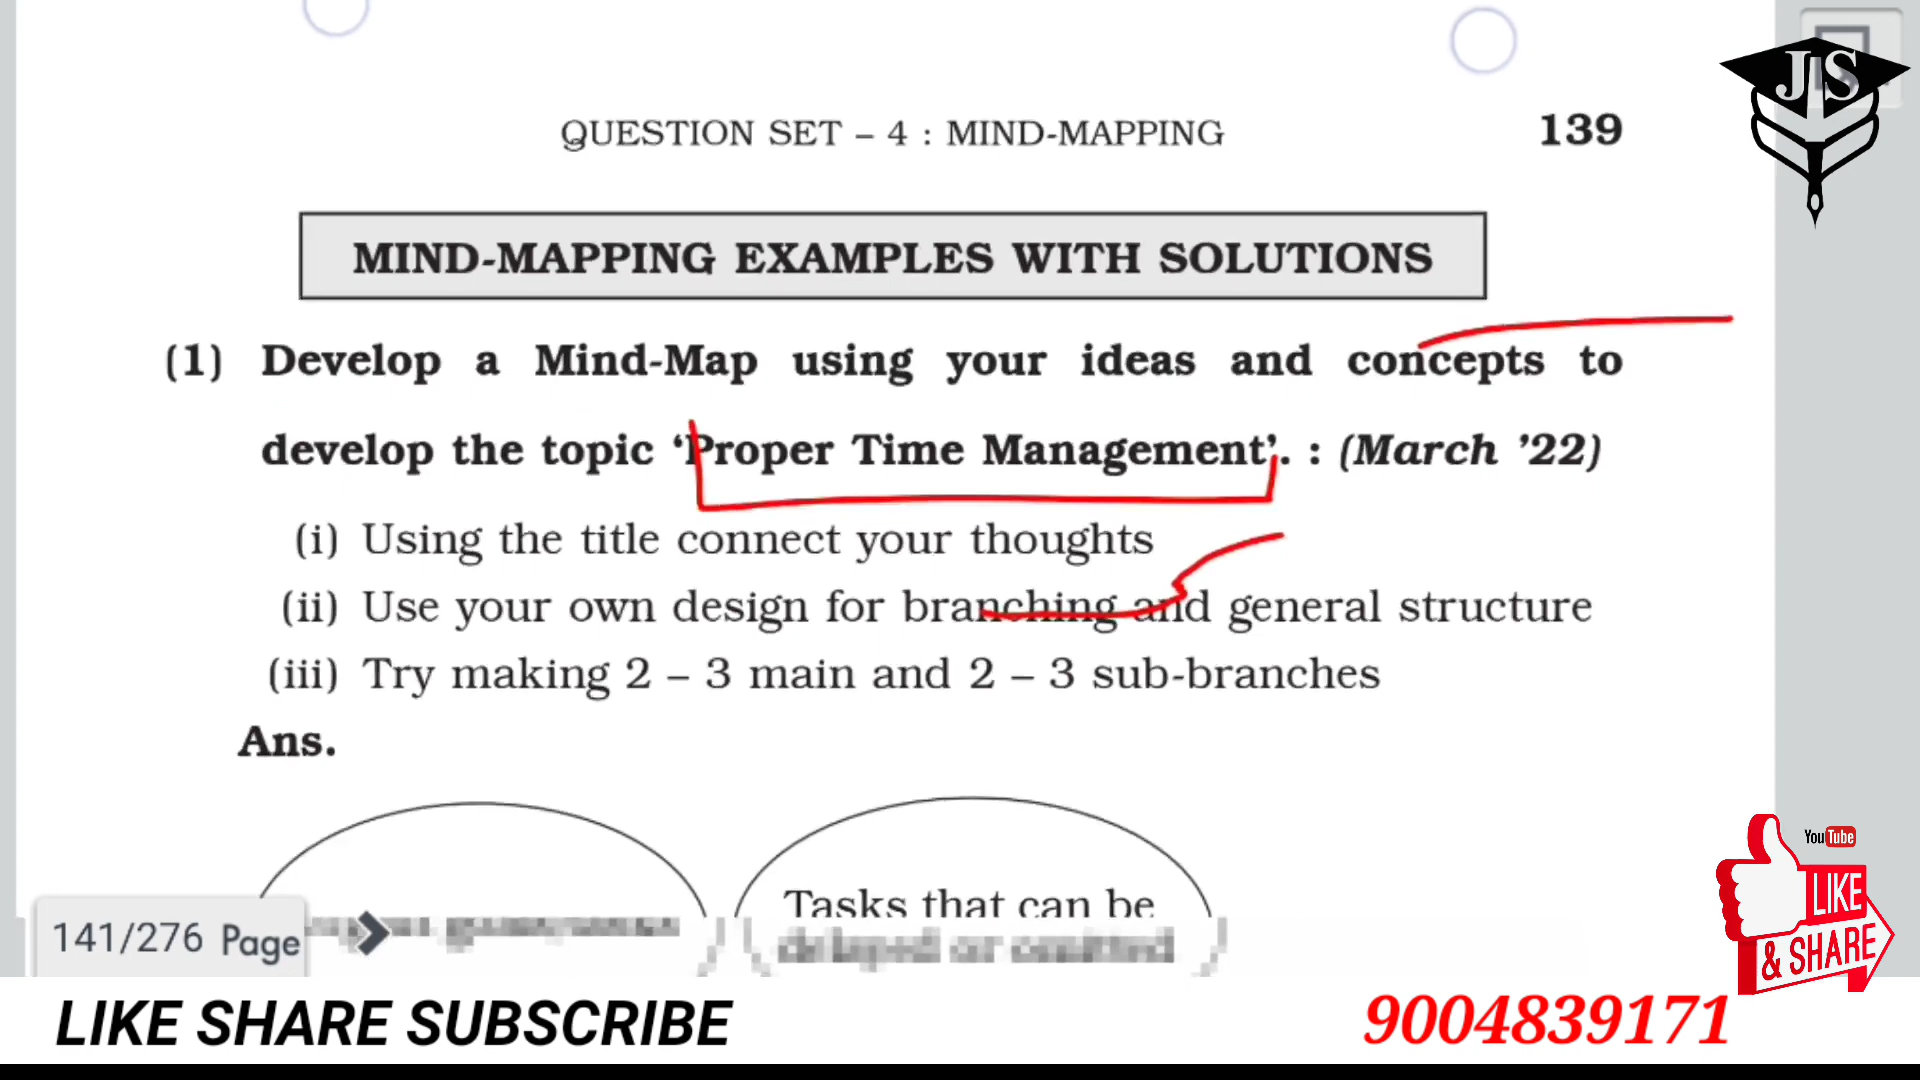 JS
QUESTION SET – 4 : MIND-MAPPING 139
MIND-MAPPING EXAMPLES WITH SOLUTIONS
(1) Develop a Mind-Map using your ideas and concepts to
develop the topic ‘Proper Time Management’. : (March ’22)
(i) Using the title connect your thoughts
(ii) Use your own design for branching and general structure
(iii) Try making 2 – 3 main and 2 – 3 sub-branches
Ans.
Tasks that can be
delayed or omitted
141/276 Page
YouTube
LIKE
& SHARE
LIKE SHARE SUBSCRIBE
9004839171